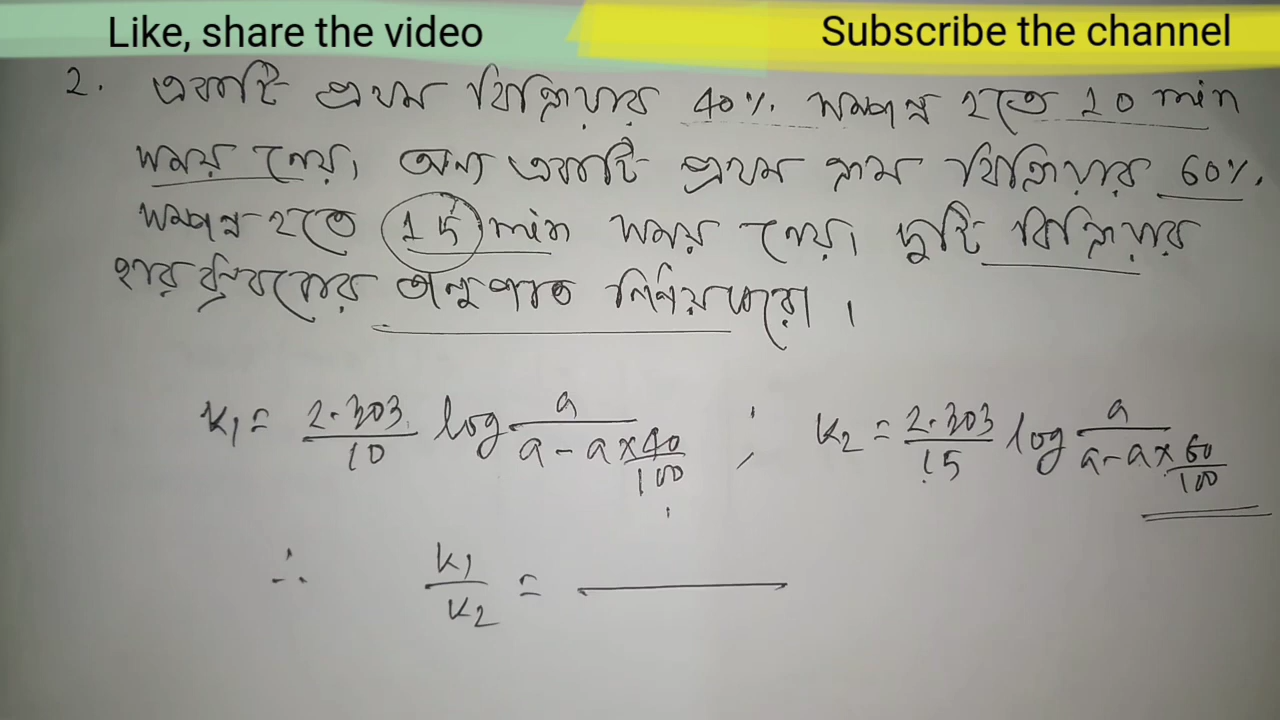 Like, share the video
Subscribe the channel
2. একটি প্রথম বিক্রিয়ার 40% সম্পন্ন হতে 10 min
সময় নেয়। অন্য একটি প্রথম ক্রম বিক্রিয়ার 60%
সম্পন্ন হতে 15 min সময় নেয়। দুটি বিক্রিয়ার
হার ধ্রুবকের অনুপাত নির্ণয় করো।
K₁ = 2.303/10 log a/(a - a × 40/100) ; K₂ = 2.303/15 log a/(a - a × 60/100)
∴ K₁/K₂ =